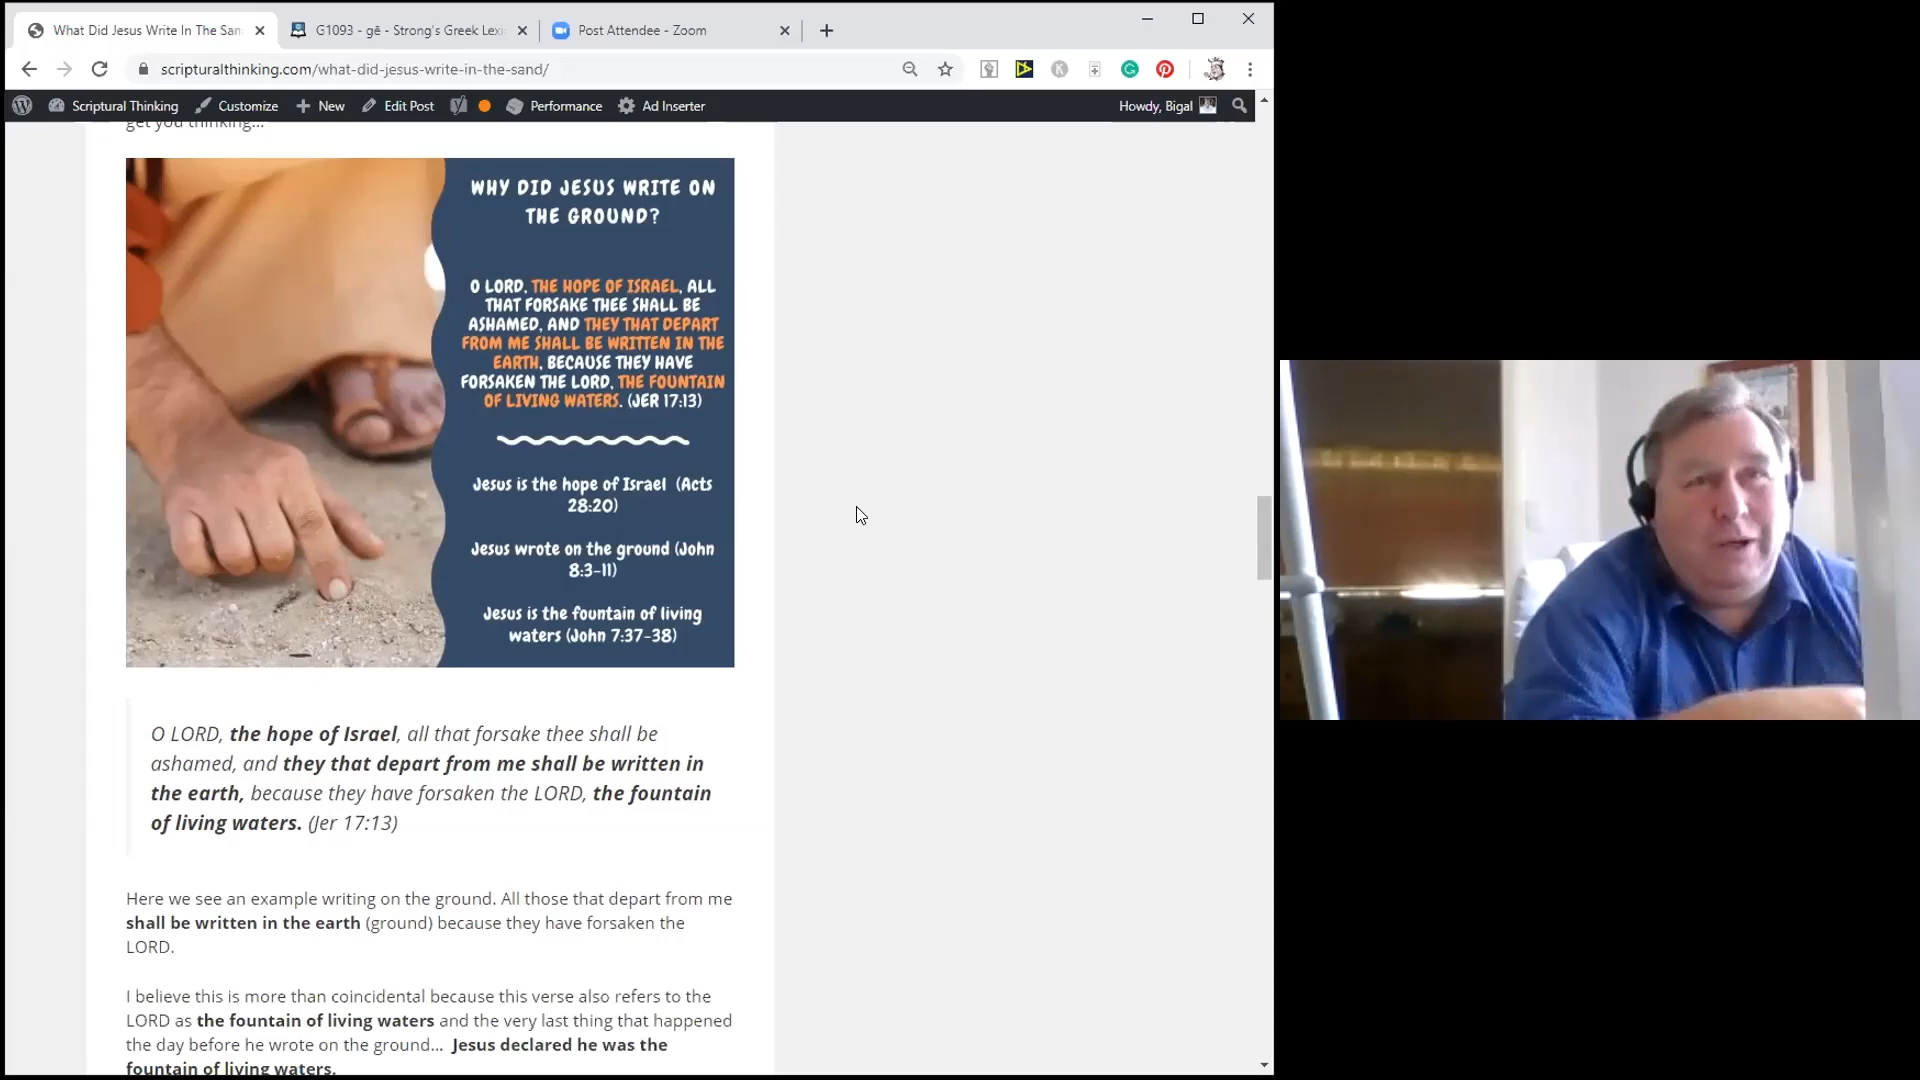 What Did Jesus Write In The San
G1093 - gē - Strong's Greek Lexi
Post Attendee - Zoom
scripturalthinking.com/what-did-jesus-write-in-the-sand/
Scriptural Thinking
Customize
New
Edit Post
Performance
Ad Inserter
Howdy, Bigal
get you thinking...
WHY DID JESUS WRITE ON
THE GROUND?
O LORD, THE HOPE OF ISRAEL, ALL
THAT FORSAKE THEE SHALL BE
ASHAMED, AND THEY THAT DEPART
FROM ME SHALL BE WRITTEN IN THE
EARTH, BECAUSE THEY HAVE
FORSAKEN THE LORD, THE FOUNTAIN
OF LIVING WATERS. (JER 17:13)
Jesus is the hope of Israel (Acts
28:20)
Jesus wrote on the ground (John
8:3-11)
Jesus is the fountain of living
waters (John 7:37-38)
O LORD, the hope of Israel, all that forsake thee shall be
ashamed, and they that depart from me shall be written in
the earth, because they have forsaken the LORD, the fountain
of living waters. (Jer 17:13)
Here we see an example writing on the ground. All those that depart from me
shall be written in the earth (ground) because they have forsaken the
LORD.
I believe this is more than coincidental because this verse also refers to the
LORD as the fountain of living waters and the very last thing that happened
the day before he wrote on the ground... Jesus declared he was the
fountain of living waters.